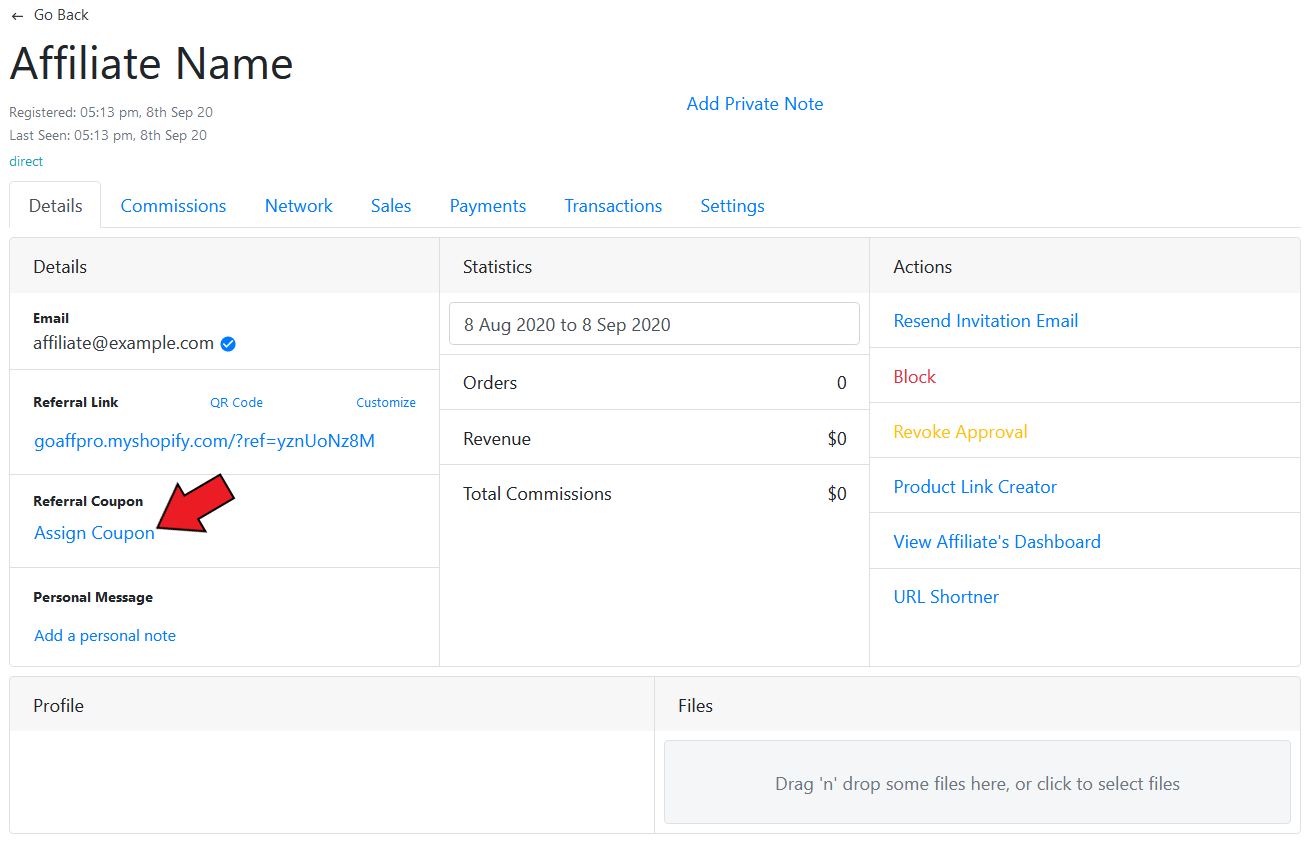 ← Go Back
Affiliate Name
Add Private Note
Registered: 05:13 pm, 8th Sep 20
Last Seen: 05:13 pm, 8th Sep 20
direct
Details Commissions Network Sales Payments Transactions Settings
Details
Email
affiliate@example.com
Referral Link QR Code Customize
goaffpro.myshopify.com/?ref=yznUoNz8M
Referral Coupon
Assign Coupon
Personal Message
Add a personal note
Statistics
8 Aug 2020 to 8 Sep 2020
Orders 0
Revenue $0
Total Commissions $0
Actions
Resend Invitation Email
Block
Revoke Approval
Product Link Creator
View Affiliate's Dashboard
URL Shortner
Profile
Files
Drag 'n' drop some files here, or click to select files